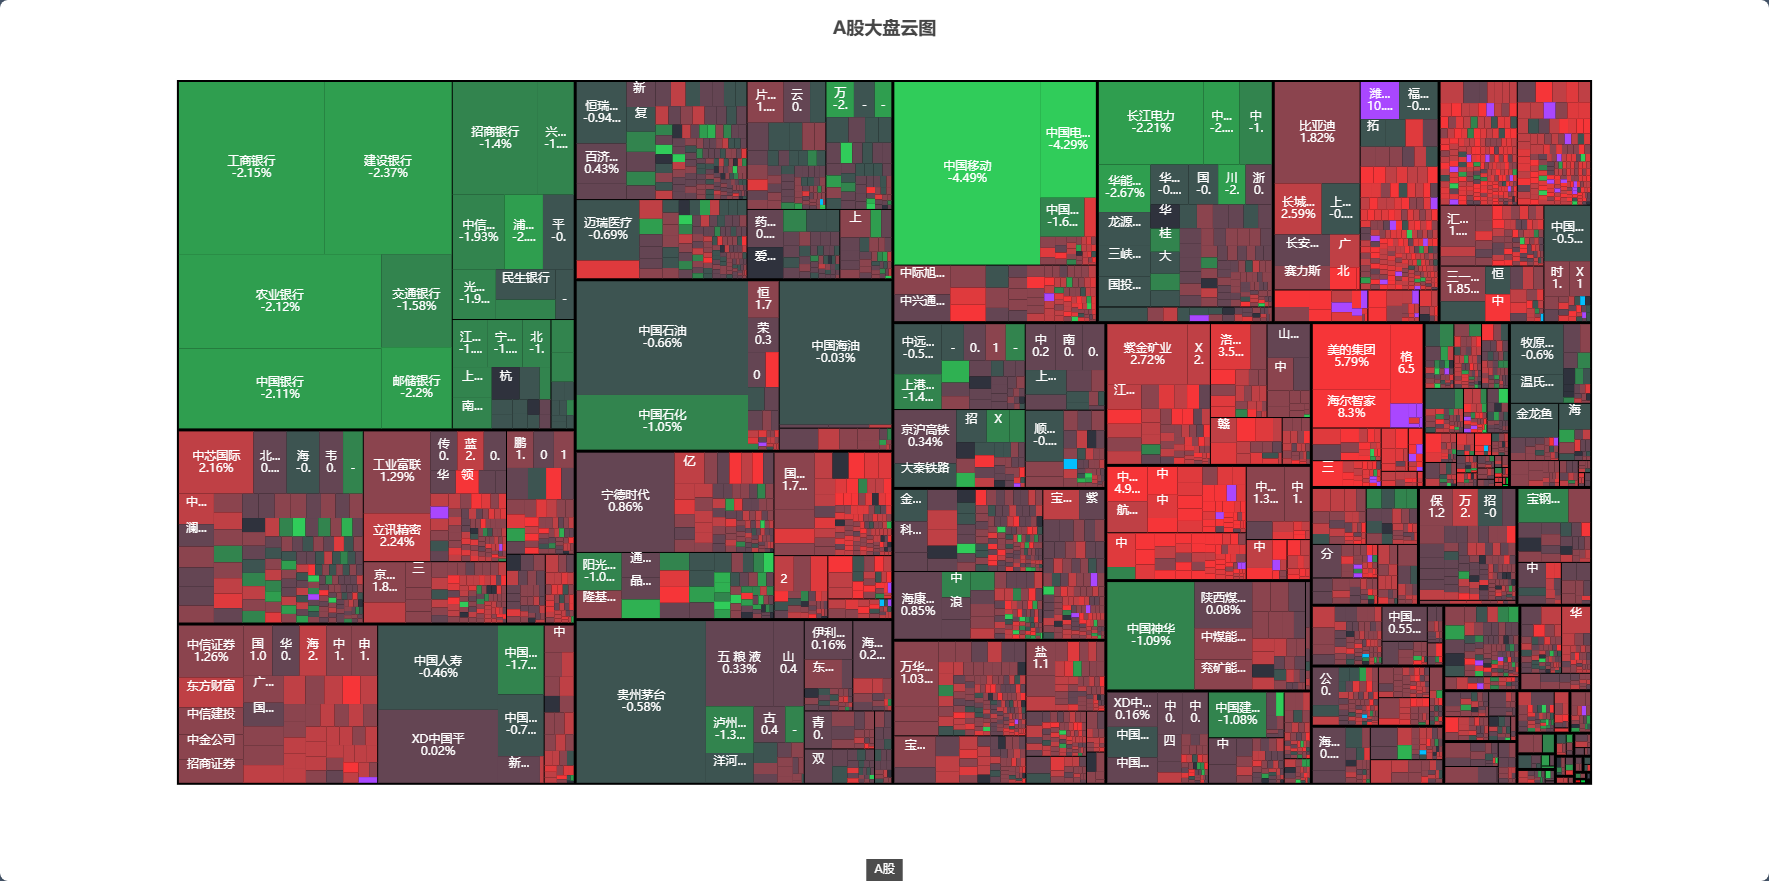 A股大盘云图
工商银行
-2.15%
建设银行
-2.37%
招商银行
-1.4%
兴...
-1....
农业银行
-2.12%
交通银行
-1.58%
中信...
-1.93%
浦...
-2....
平
-0.
光...
-1.9...
民生银行
-
中国银行
-2.11%
邮储银行
-2.2%
江...
-1....
宁...
-1....
北
-1.
上...
杭
南...
恒瑞...
-0.94...
新
复
百济...
0.43%
迈瑞医疗
-0.69%
片...
1....
云
0.
万
-2.
-
-
药...
0....
上
爱...
中国石油
-0.66%
恒
1.7
荣
0.3
0
中国海油
-0.03%
中国石化
-1.05%
中国移动
-4.49%
中国电...
-4.29%
中国...
-1.6...
中际旭...
中兴通...
长江电力
-2.21%
中...
-2....
中
-1.
华能...
-2.67%
华...
-0....
国
-0.
川
-2.
浙
0.
龙源...
华
桂
三峡...
大
国投...
比亚迪
1.82%
潍...
10....
福...
-0....
拓
长城...
2.59%
上...
-0....
长安...
广
赛力斯
北
汇...
1....
中国...
-0.5...
三一...
1.85...
恒
中
时
1.
X
1
中芯国际
2.16%
北...
0....
海
-0.
韦
0.
-
中...
澜...
工业富联
1.29%
传
0.
蓝
2.
0.
华
领
鹏
1.
0
1
立讯精密
2.24%
京...
1.8...
三
宁德时代
0.86%
亿
国...
1.7...
阳光...
-1.0...
通...
晶...
隆基...
2
中远...
-0.5...
-
0.
1
-
中
0.2
南
0.
0.
上港...
-1.4...
上...
京沪高铁
0.34%
招
X
顺...
-0....
大秦铁路
紫金矿业
2.72%
X
2.
洛...
3.5...
山...
中
江...
赣
美的集团
5.79%
格
6.5
海尔智家
8.3%
三
牧原...
-0.6%
温氏...
金龙鱼
海
金...
科...
宝...
紫
海康...
0.85%
中
浪
中...
4.9...
中
中
航...
中...
1.3...
中
1.
中
中
保
1.2
万
2.
招
-0
宝钢...
分
中
中信证券
1.26%
国
1.0
华
0.
海
2.
中
1.
申
1.
东方财富
广...
中信建投
国...
中金公司
招商证券
中国人寿
-0.46%
中国...
-1.7...
中
XD中国平
0.02%
中国...
-0.7...
新...
贵州茅台
-0.58%
五 粮 液
0.33%
山
0.4
伊利...
0.16%
海...
0.2...
东...
泸州...
-1.3...
古
0.4
-
青
0.
洋河...
双
万华...
1.03...
盐
1.1
宝...
中国神华
-1.09%
陕西煤...
0.08%
中煤能...
兖矿能...
XD中...
0.16%
中
0.
中
0.
中国建...
-1.08%
中国...
四
中
中国...
中国...
0.55...
华
公
0.
海...
0....
A股